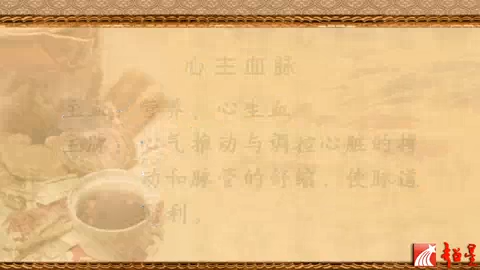 心主血脉
主血：营养，心生血
主脉：心气推动与调控心脏的搏
动和脉管的舒缩，使脉道
利。
超星